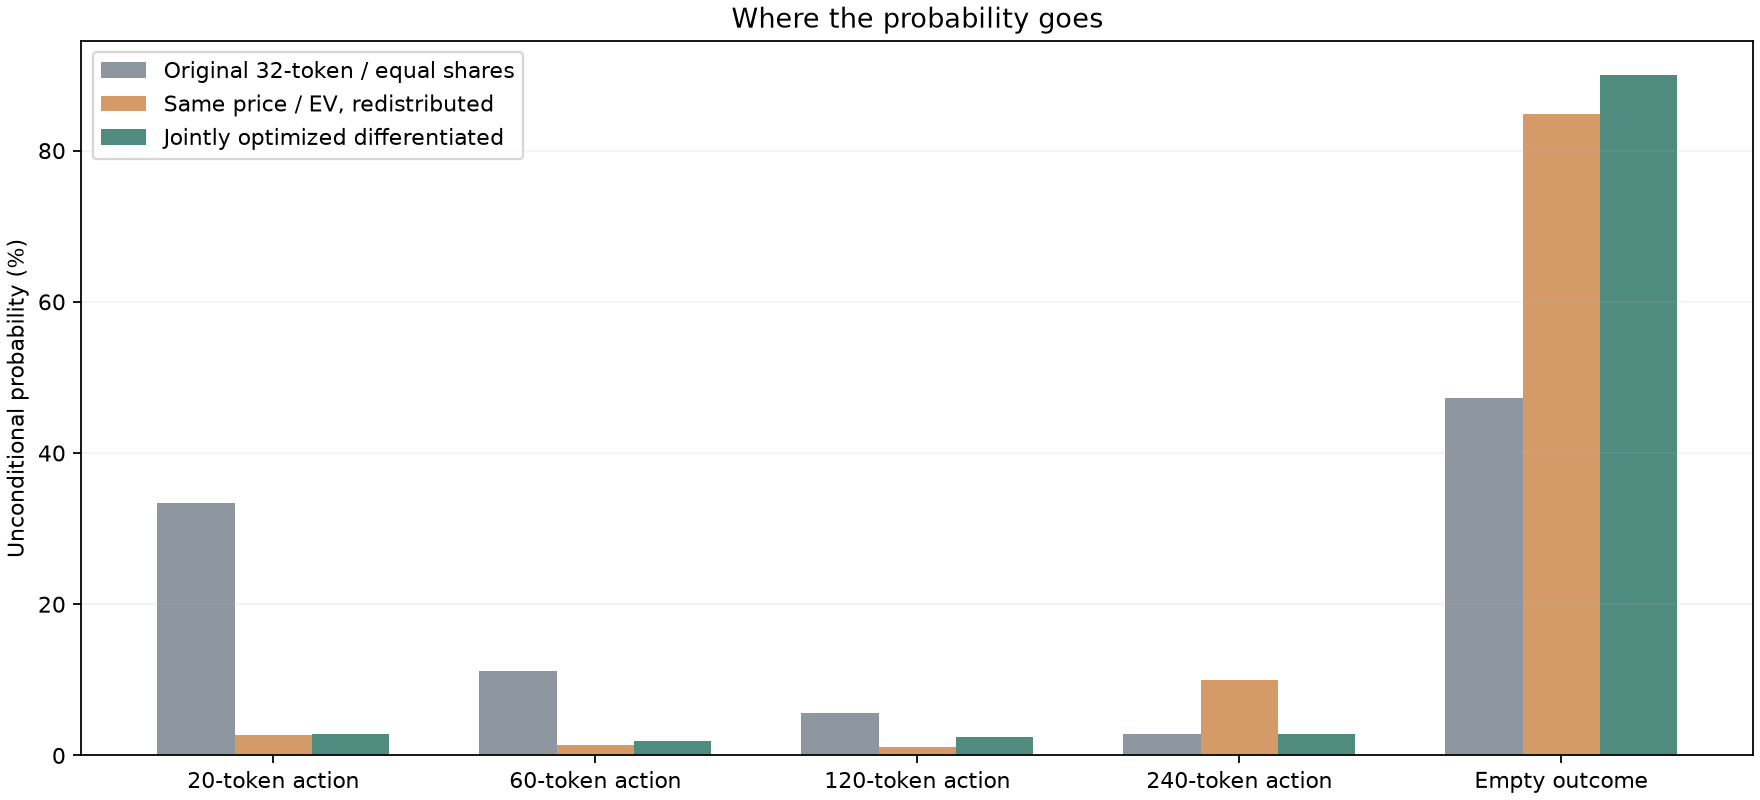 Where the probability goes
Original 32-token / equal shares
Same price / EV, redistributed
Jointly optimized differentiated
Unconditional probability (%)
80
60
40
20
0
20-token action
60-token action
120-token action
240-token action
Empty outcome